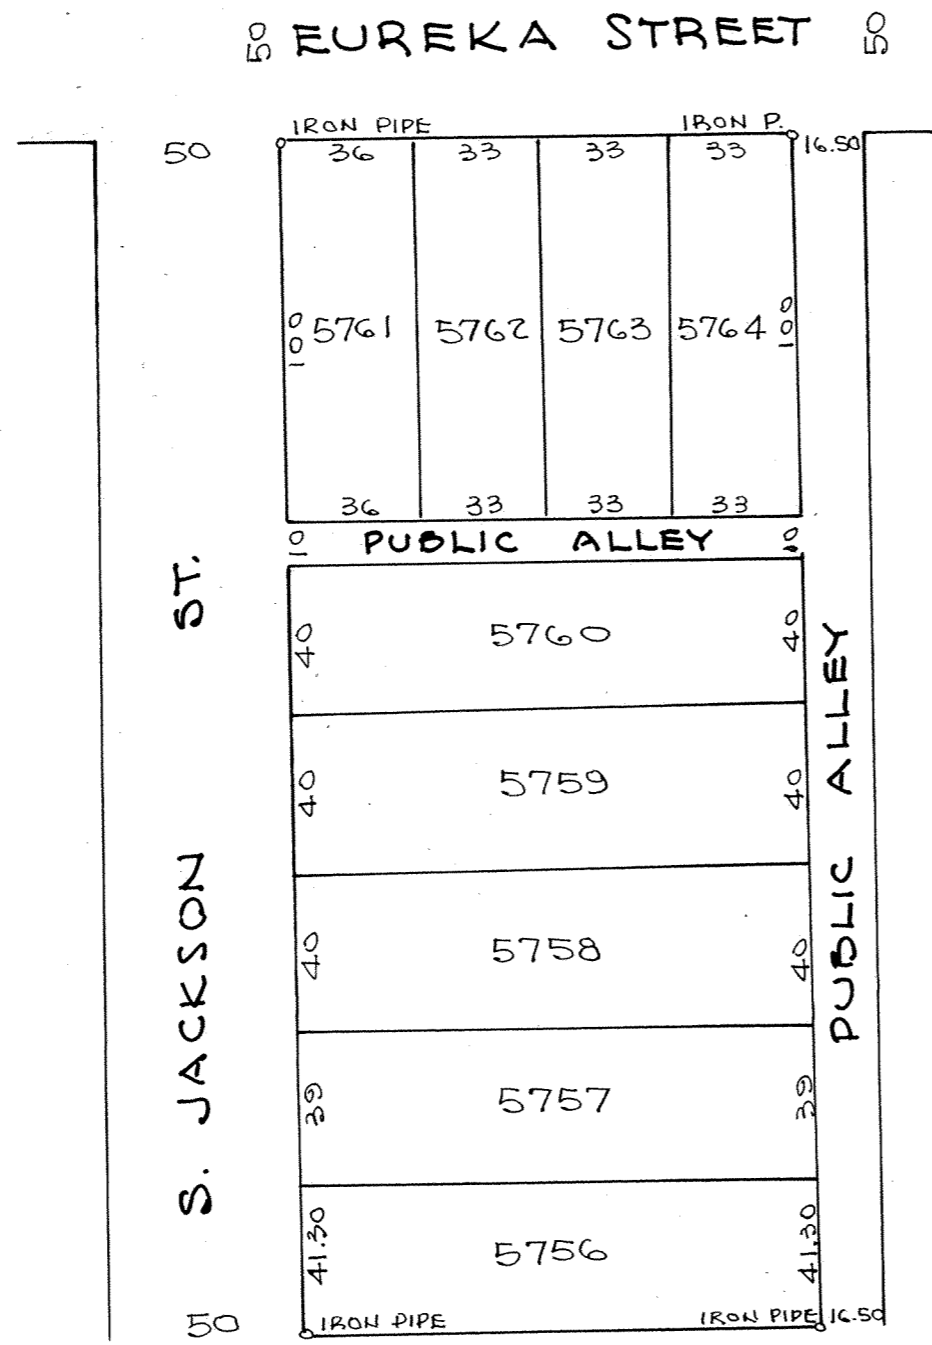 50 EUREKA STREET 50
IRON PIPE IRON P.
50 36 33 33 33 16.50
100 5761 5762 5763 5764 100
36 33 33 33
10 PUBLIC ALLEY 10
S. JACKSON ST.
PUBLIC ALLEY
40 5760 40
40 5759 40
40 5758 40
39 5757 39
41.30 5756 41.30
50 IRON PIPE IRON PIPE 16.50